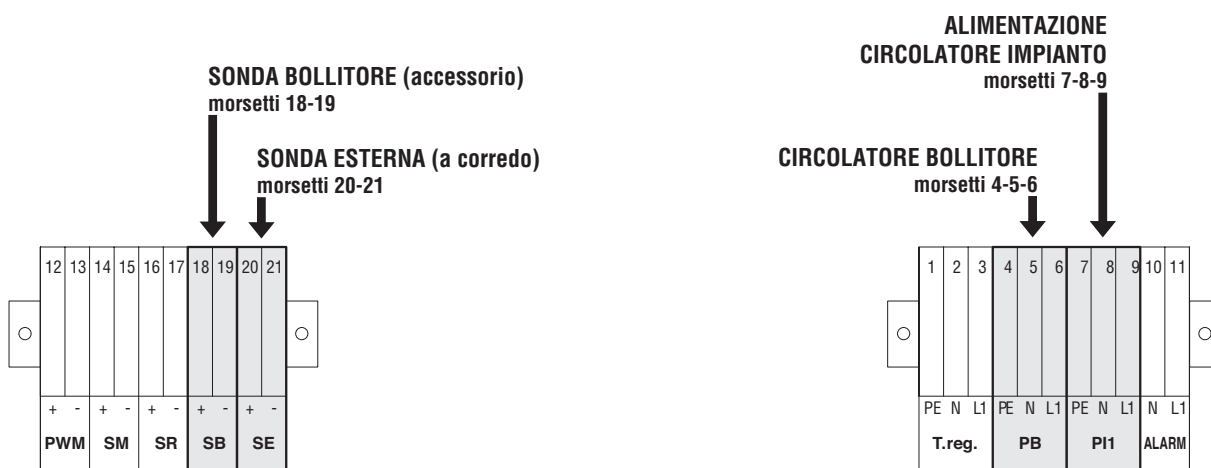 SONDA BOLLITORE (accessorio)
morsetti 18-19
SONDA ESTERNA (a corredo)
morsetti 20-21
12 13 14 15 16 17 18 19 20 21
+ - + - + - + - + -
PWM SM SR SB SE
ALIMENTAZIONE
CIRCOLATORE IMPIANTO
morsetti 7-8-9
CIRCOLATORE BOLLITORE
morsetti 4-5-6
1 2 3 4 5 6 7 8 9 10 11
PE N L1 PE N L1 PE N L1 N L1
T.reg. PB PI1 ALARM